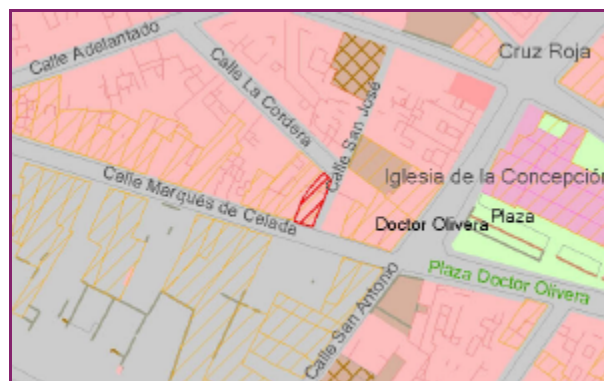 Calle Adelantado
Calle La Cordera
Cruz Roja
Calle San José
Iglesia de la Concepción
Calle Marqués de Celada
Doctor Olivera
Plaza
Plaza Doctor Olivera
Calle San Antonio